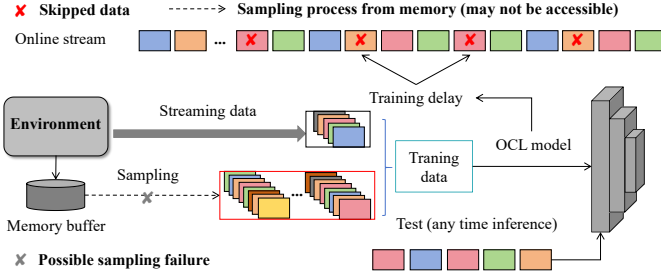 Skipped data
Sampling process from memory (may not be accessible)
Online stream
...
Training delay
Streaming data
Environment
OCL model
Traning
data
Sampling
...
Memory buffer
Test (any time inference)
Possible sampling failure